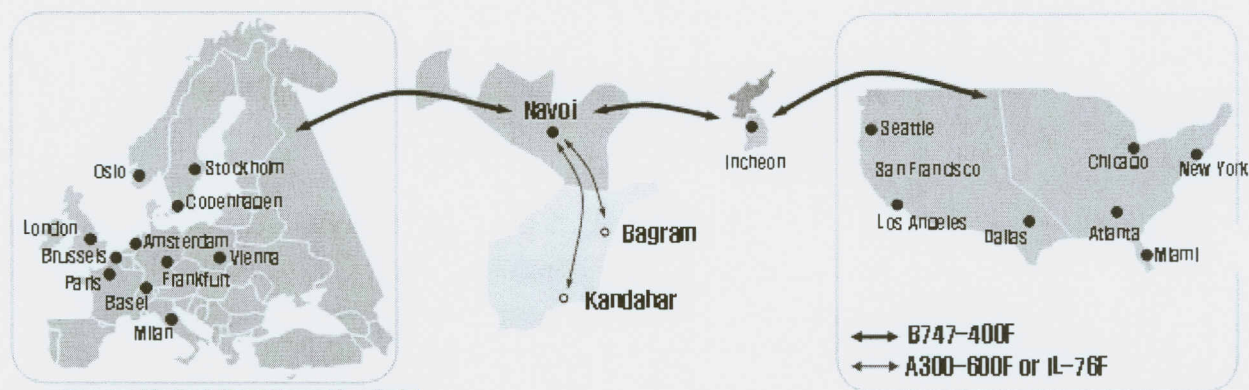 Oslo
Stockholm
Copenhagen
London
Amsterdam
Brussels
Vienna
Paris
Frankfurt
Basel
Milan
Navoi
Bagram
Kandahar
Incheon
Seattle
San Francisco
Chicago
New York
Los Angeles
Dallas
Atlanta
Miami
B747-400F
A300-600F or IL-76F